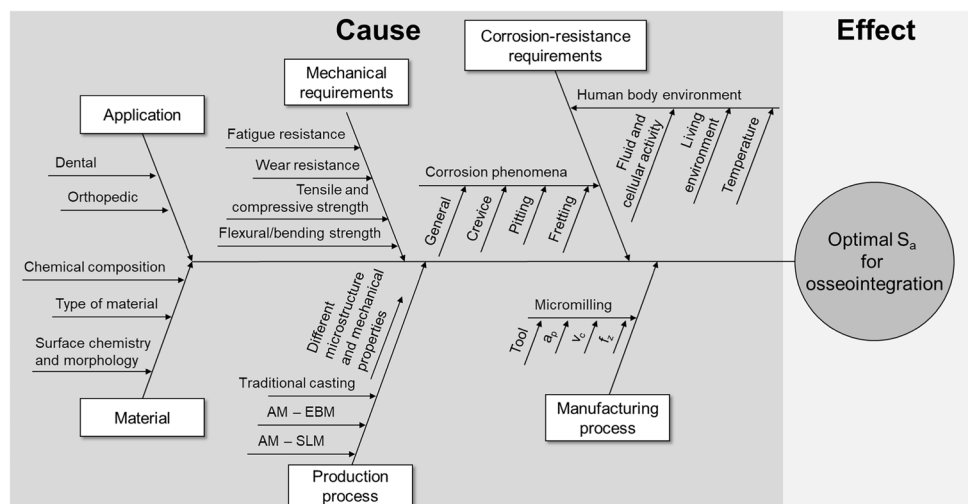 Cause
Effect
Corrosion-resistance
requirements
Mechanical
requirements
Application
Human body environment
Fatigue resistance
Dental
Wear resistance
Corrosion phenomena
Fluid and
cellular activity
Living
environment
Temperature
Orthopedic
Tensile and
compressive strength
General
Crevice
Pitting
Fretting
Flexural/bending strength
Optimal Sa
for
osseointegration
Chemical composition
Type of material
Different
microstructure
and mechanical
properties
Micromilling
Tool
ap
vc
fz
Surface chemistry
and morphology
Traditional casting
AM – EBM
AM – SLM
Material
Manufacturing
process
Production
process